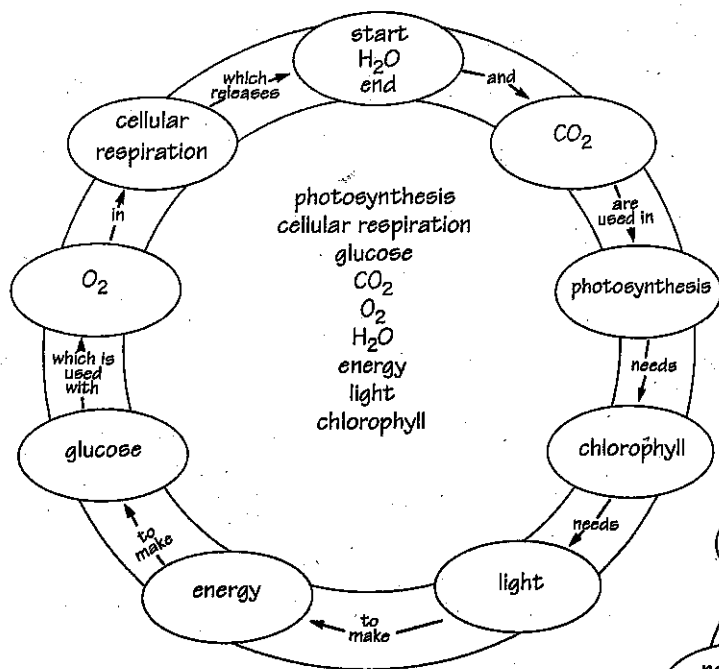 start
H₂O
end
and
CO₂
are
used in
photosynthesis
needs
chlorophyll
needs
light
to
make
energy
to
make
glucose
which is
used
with
O₂
in
cellular
respiration
which
releases
photosynthesis
cellular respiration
glucose
CO₂
O₂
H₂O
energy
light
chlorophyll